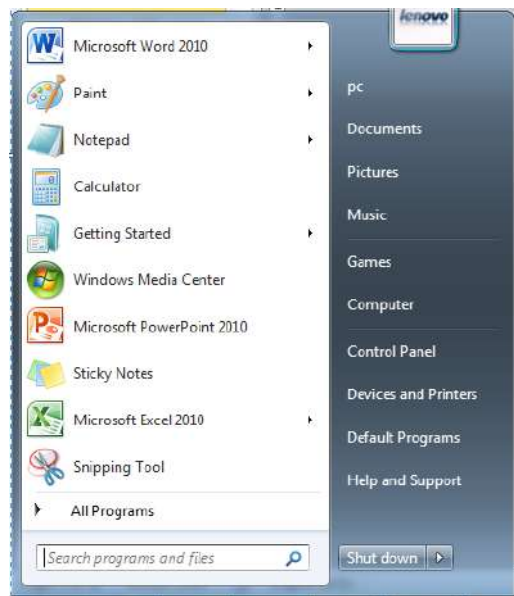 lenovo
Microsoft Word 2010
Paint
Notepad
Calculator
Getting Started
Windows Media Center
Microsoft PowerPoint 2010
Sticky Notes
Microsoft Excel 2010
Snipping Tool
All Programs
Search programs and files
pc
Documents
Pictures
Music
Games
Computer
Control Panel
Devices and Printers
Default Programs
Help and Support
Shut down